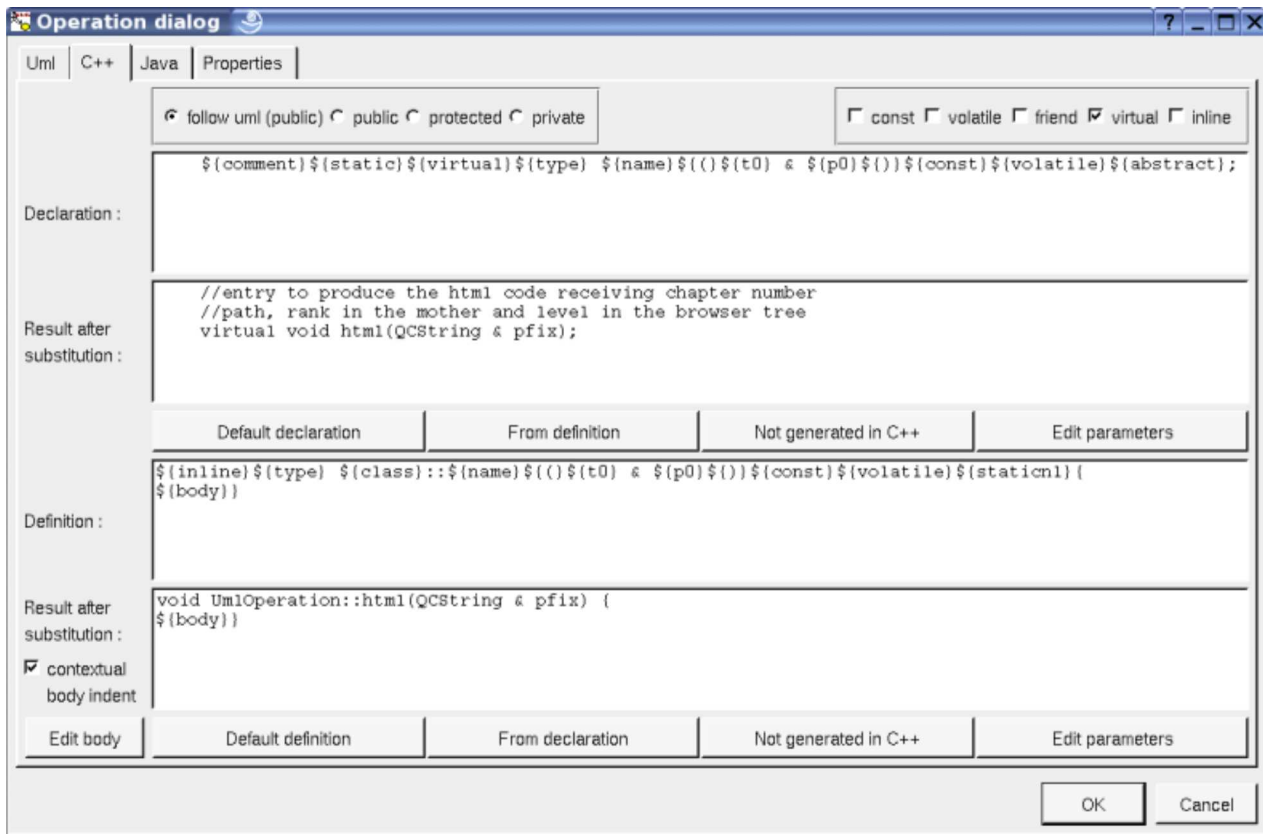 Operation dialog
Uml C++ Java Properties
follow uml (public) public protected private
const volatile friend virtual inline
Declaration :
${comment}${static}${virtual}${type} ${name}${(}${t0} & ${p0}${)}${const}${volatile}${abstract};
Result after
substitution :
//entry to produce the html code receiving chapter number
//path, rank in the mother and level in the browser tree
virtual void html(QCString & pfix);
Default declaration From definition Not generated in C++ Edit parameters
Definition :
${inline}${type} ${class}::${name}${(}${t0} & ${p0}${)}${const}${volatile}${staticnl}{
${body}}
Result after
substitution :
void UmlOperation::html(QCString & pfix) {
${body}}
contextual
body indent
Edit body Default definition From declaration Not generated in C++ Edit parameters
OK Cancel